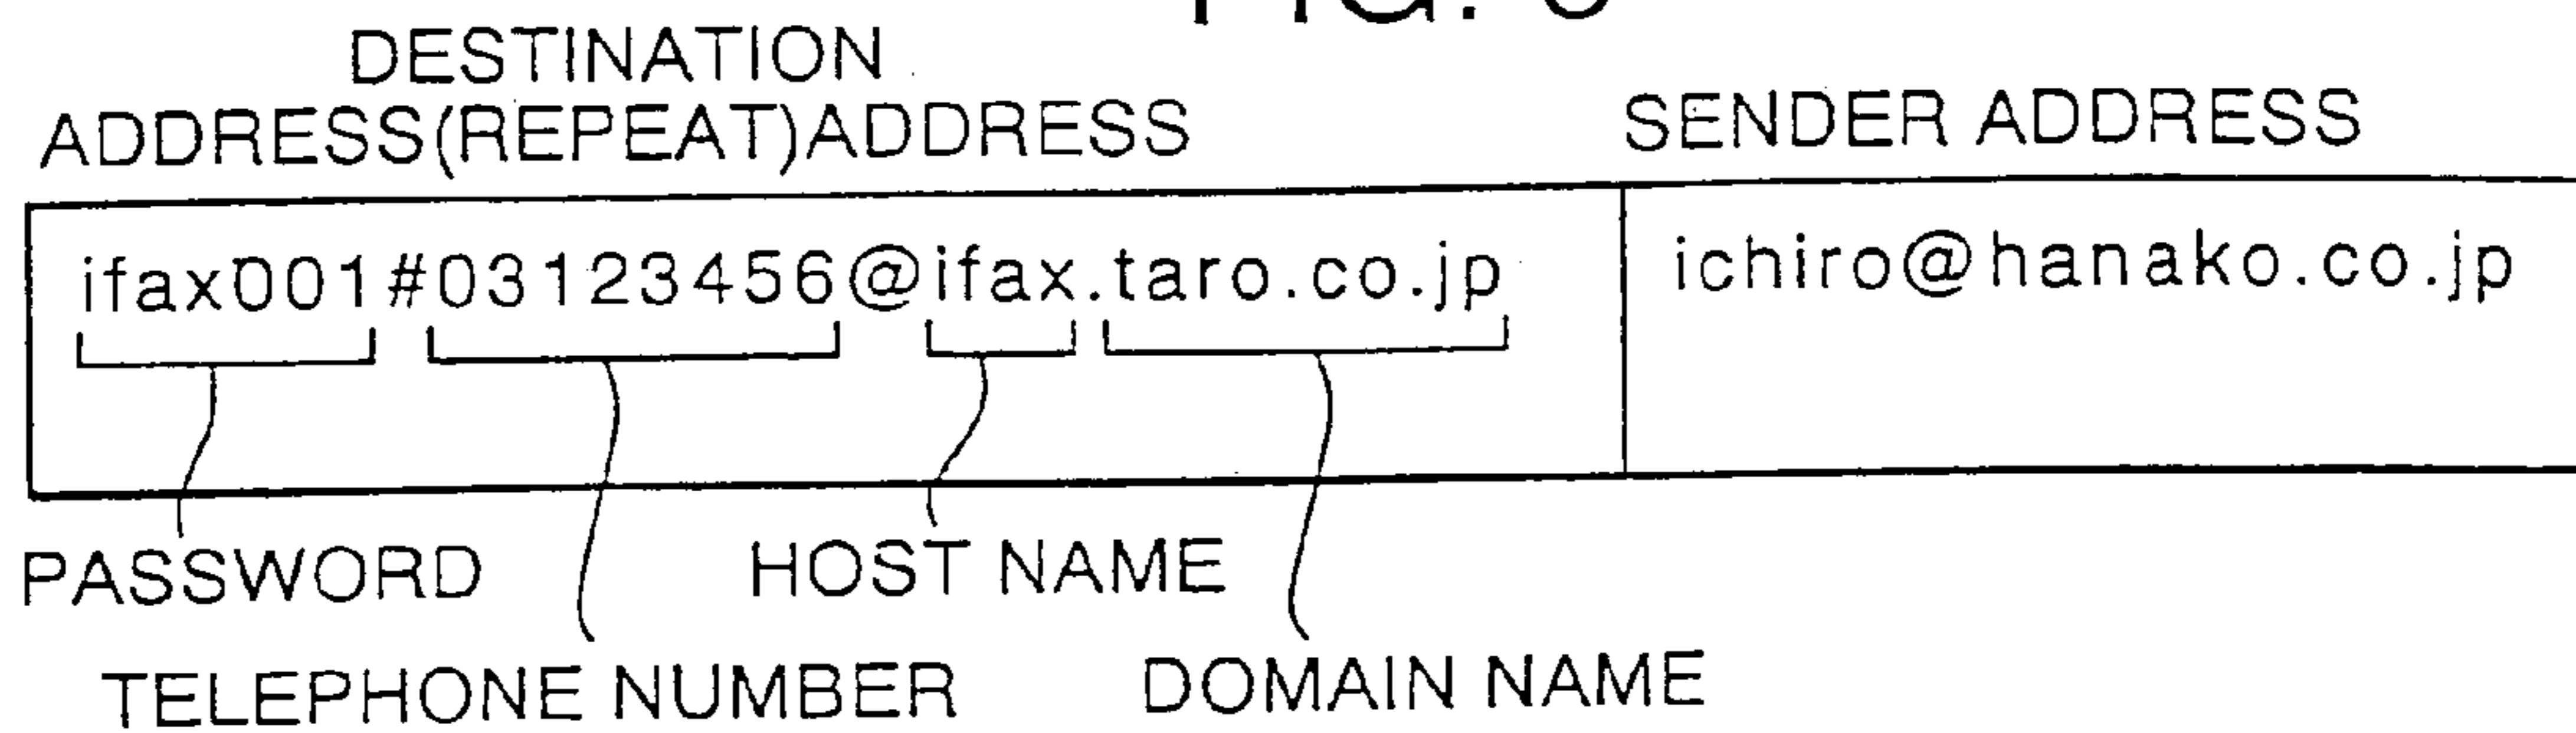 DESTINATION
ADDRESS(REPEAT)ADDRESS
SENDER ADDRESS
ifax001#03123456@ifax.taro.co.jp
ichiro@hanako.co.jp
PASSWORD
HOST NAME
TELEPHONE NUMBER
DOMAIN NAME